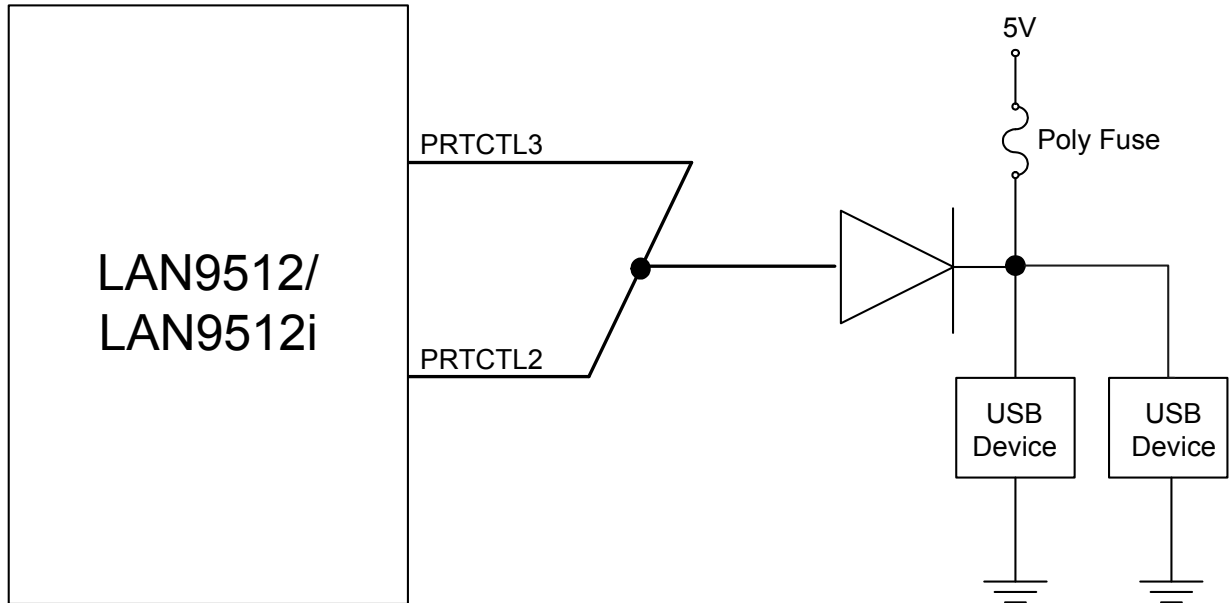 5V
Poly Fuse
PRTCTL3
LAN9512/
LAN9512i
PRTCTL2
USB
Device
USB
Device